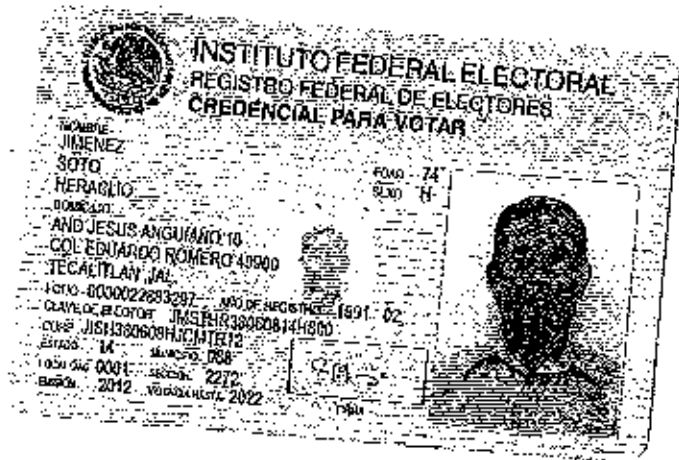 INSTITUTO FEDERAL ELECTORAL
REGISTRO FEDERAL DE ELECTORES
CREDENCIAL PARA VOTAR
NOMBRE
JIMENEZ
SOTO
HERACLIO
EDAD 74
SEXO H
DOMICILIO
AND JESUS ANGUIANO 10
COL EDUARDO ROMERO 49900
TECALITLAN ,JAL.
FOLIO 0000022693297 AÑO DE REGISTRO 1991 02
CLAVE DE ELECTOR JMSTHR38060814H800
CURP JISH380608HJCMTR12
ESTADO 14 MUNICIPIO 088
LOCALIDAD 0001 SECCION 2272
EMISIÓN 2012 VIGENCIA HASTA 2022
FIRMA